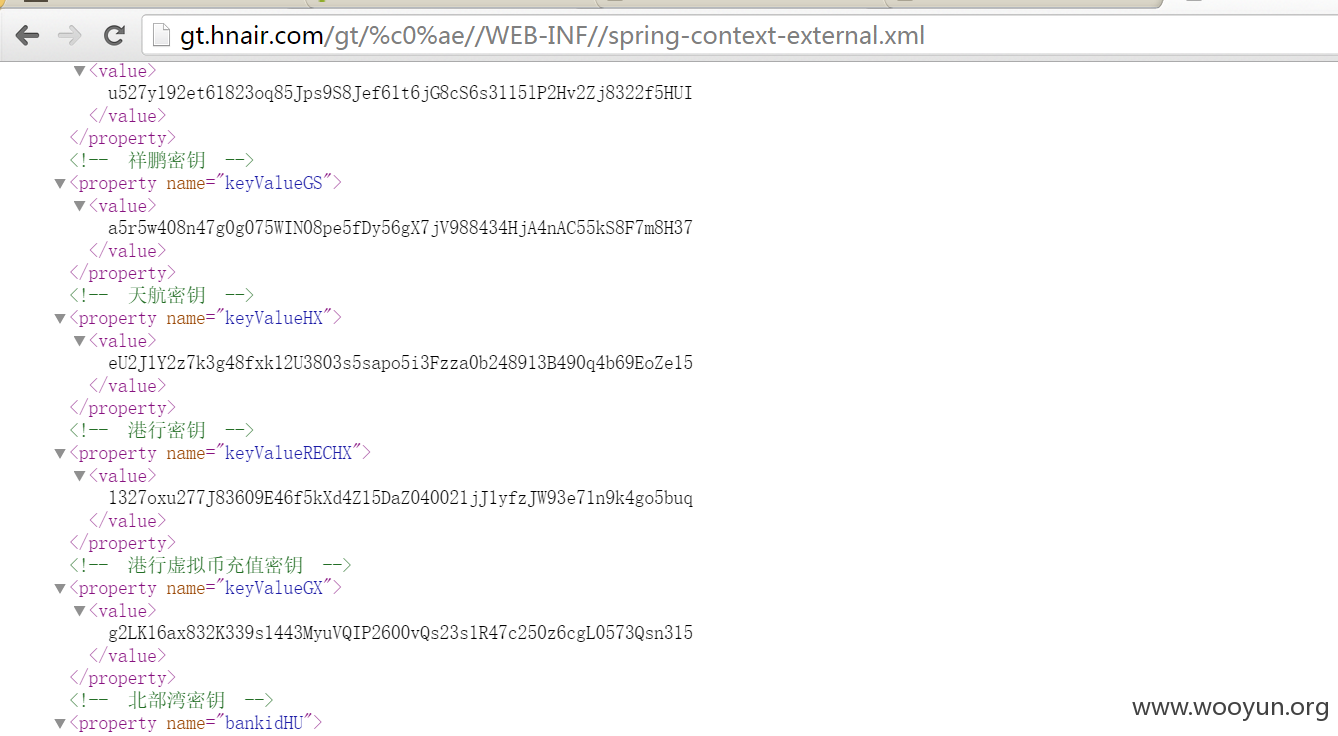 gt.hnair.com/gt/%c0%ae//WEB-INF//spring-context-external.xml
▼<value>
u527y192et61823oq85Jps9S8Jef61t6jG8cS6s3115lP2Hv2Zj8322f5HUI
</value>
</property>
<!-- 祥鹏密钥 -->
▼<property name="keyValueGS">
▼<value>
a5r5w408n47g0g075WIN08pe5fDy56gX7jV988434HjA4nAC55kS8F7m8H37
</value>
</property>
<!-- 天航密钥 -->
▼<property name="keyValueHX">
▼<value>
eU2J1Y2z7k3g48fxk12U3803s5sapo5i3Fzza0b248913B490q4b69EoZe15
</value>
</property>
<!-- 港行密钥 -->
▼<property name="keyValueRECHX">
▼<value>
1327oxu277J83609E46f5kXd4Z15DaZ04002ljJ1yfzJW93e71n9k4go5buq
</value>
</property>
<!-- 港行虚拟币充值密钥 -->
▼<property name="keyValueGX">
▼<value>
g2LK16ax832K339s1443MyuVQIP2600vQs23s1R47c250z6cgL0573Qsn315
</value>
</property>
<!-- 北部湾密钥 -->
▼<property name="bankidHU">
www.wooyun.org